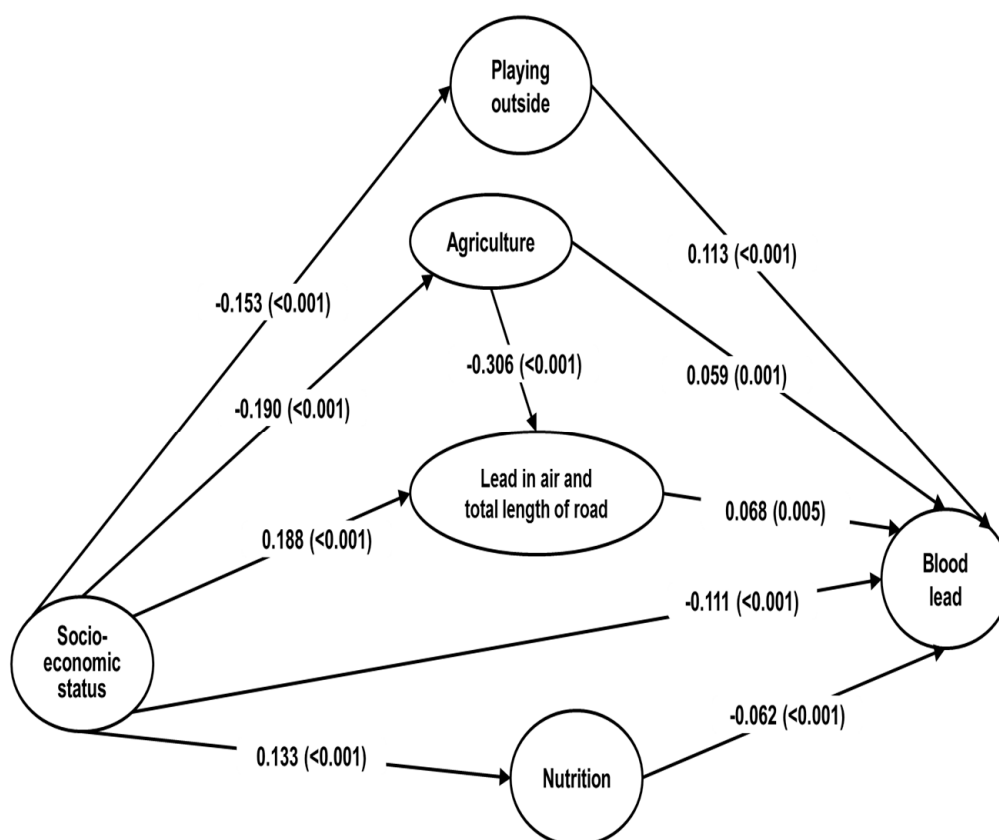 Playing
outside
Agriculture
0.113 (<0.001)
-0.153 (<0.001)
-0.306 (<0.001)
0.059 (0.001)
-0.190 (<0.001)
Lead in air and
total length of road
0.068 (0.005)
0.188 (<0.001)
Blood
lead
-0.111 (<0.001)
Socio-
economic
status
-0.062 (<0.001)
0.133 (<0.001)
Nutrition